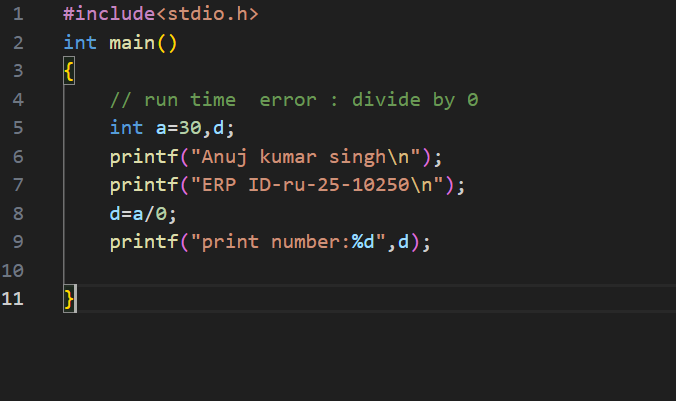 1 #include<stdio.h>
2 int main()
3 {
4     // run time  error : divide by 0
5     int a=30,d;
6     printf("Anuj kumar singh\n");
7     printf("ERP ID-ru-25-10250\n");
8     d=a/0;
9     printf("print number:%d",d);
10
11 }